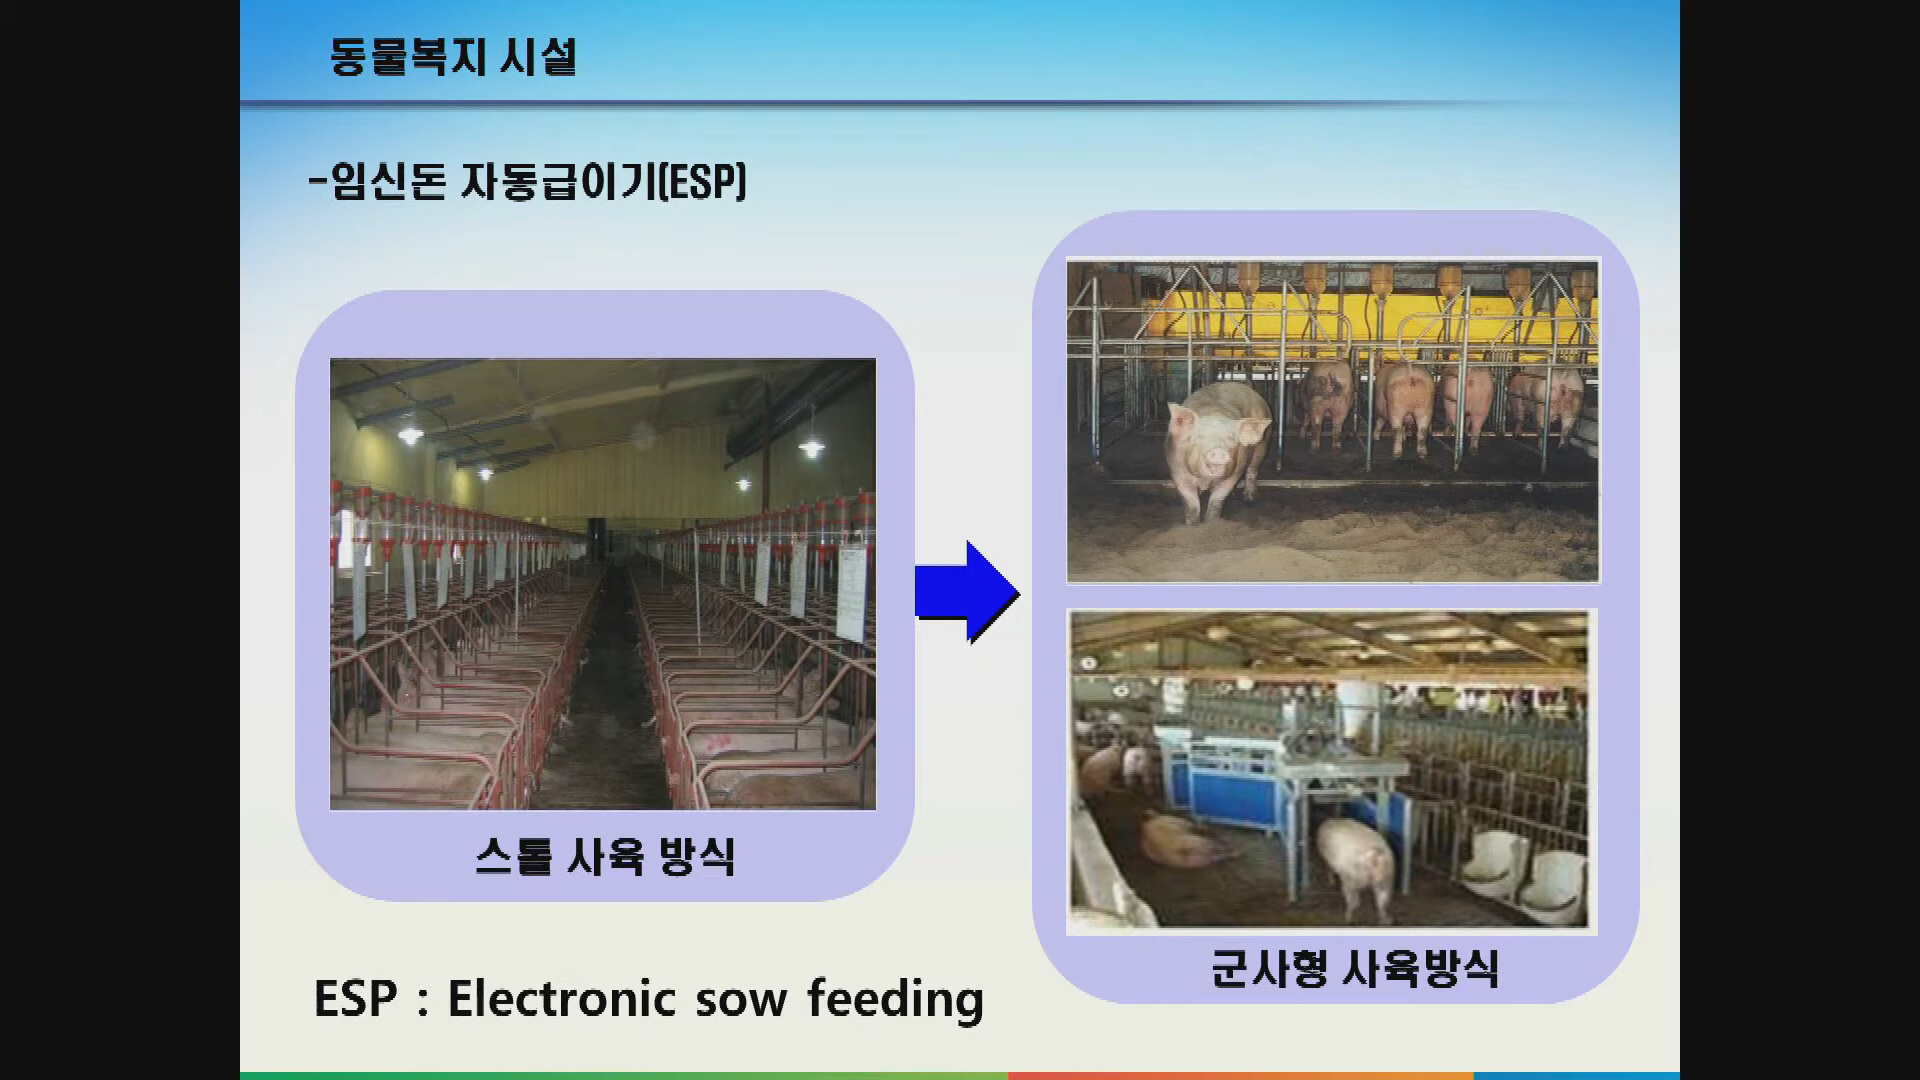 동물복지 시설
-임신돈 자동급이기(ESP)
스톨 사육 방식
군사형 사육방식
ESP : Electronic sow feeding